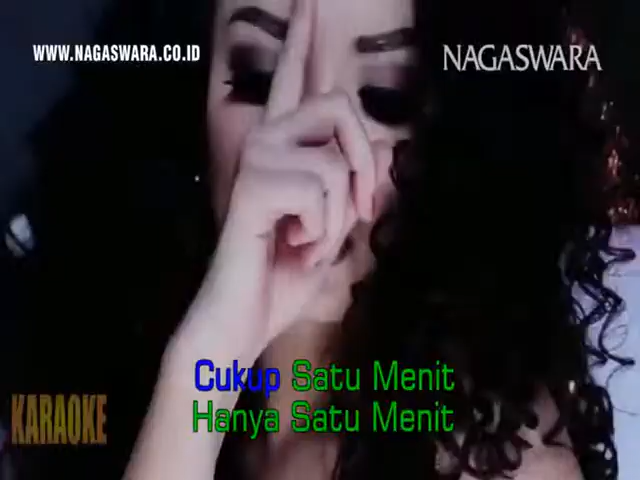 WWW.NAGASWARA.CO.ID
NAGASWARA
Cukup Satu Menit
Hanya Satu Menit
KARAOKE